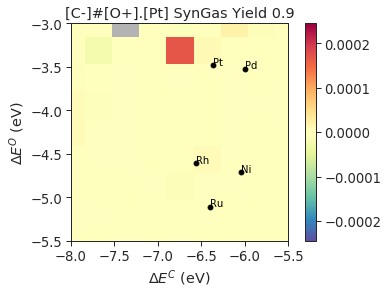 [C-]#[O+].[Pt] SynGas Yield 0.9
−3.0
−3.5
−4.0
−4.5
−5.0
−5.5
ΔE^O (eV)
Pt
Pd
Rh
Ni
Ru
−8.0 −7.5 −7.0 −6.5 −6.0 −5.5
ΔE^C (eV)
0.0002
0.0001
0.0000
−0.0001
−0.0002